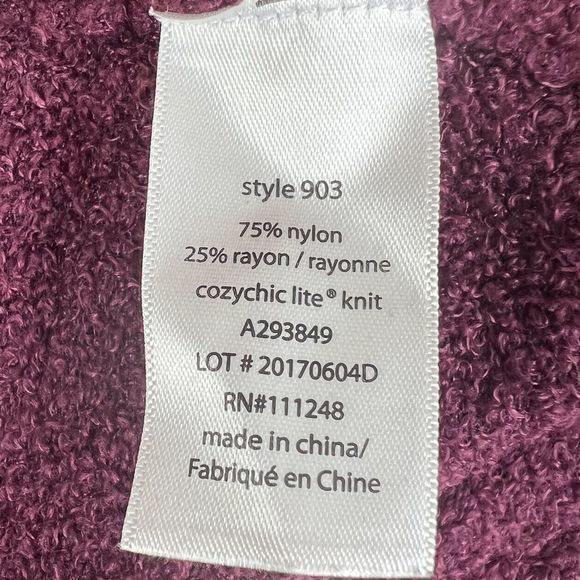 style 903
75% nylon
25% rayon / rayonne
cozychic lite® knit
A293849
LOT # 20170604D
RN#111248
made in china/
Fabriqué en Chine